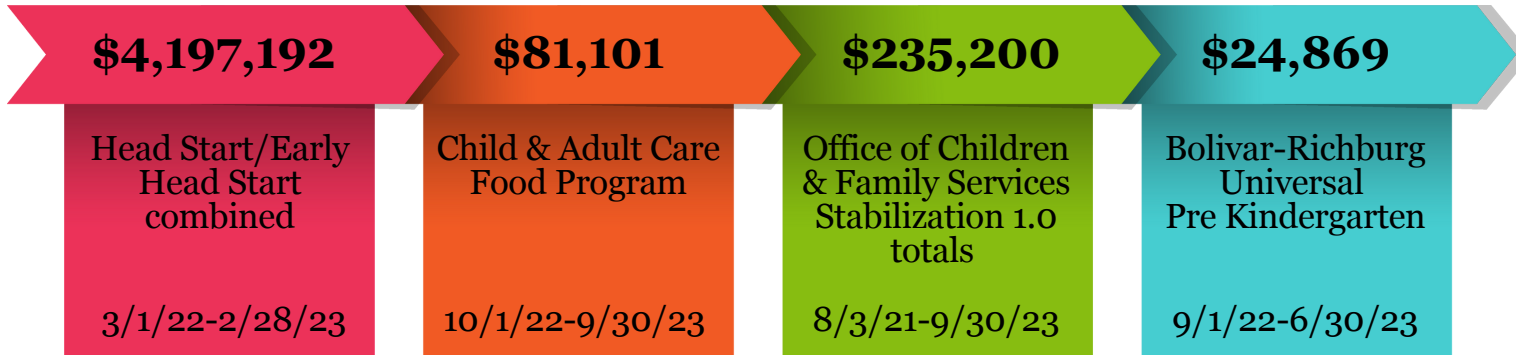 $4,197,192
Head Start/Early
Head Start
combined
3/1/22-2/28/23
$81,101
Child & Adult Care
Food Program
10/1/22-9/30/23
$235,200
Office of Children
& Family Services
Stabilization 1.0
totals
8/3/21-9/30/23
$24,869
Bolivar-Richburg
Universal
Pre Kindergarten
9/1/22-6/30/23